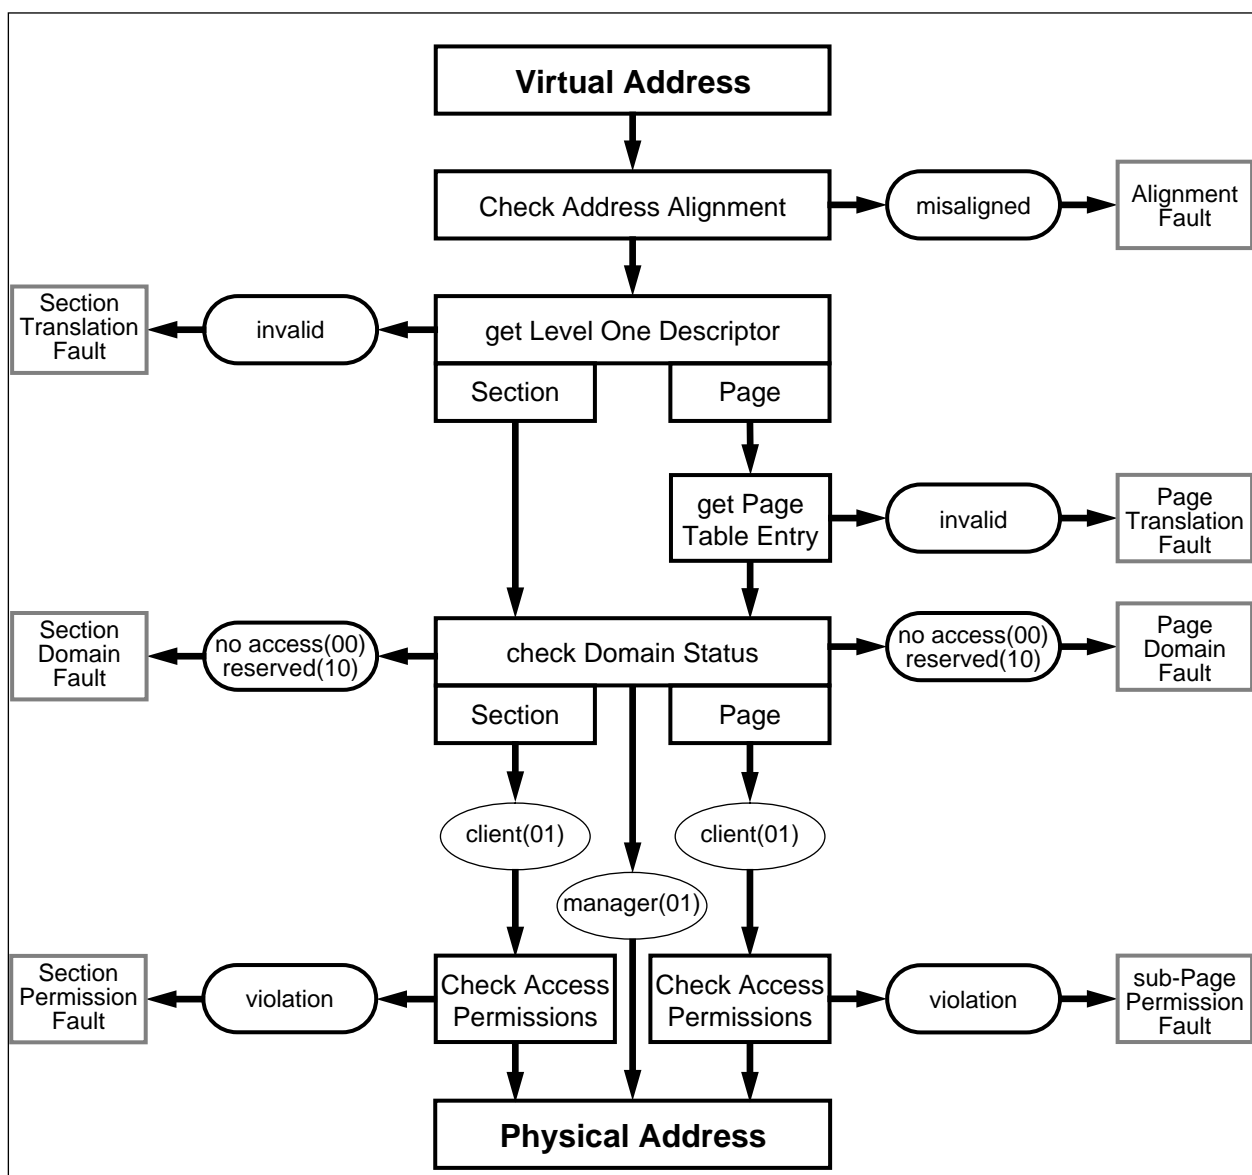 Virtual Address
Check Address Alignment
misaligned
Alignment
Fault
Section
Translation
Fault
invalid
get Level One Descriptor
Section
Page
get Page
Table Entry
invalid
Page
Translation
Fault
Section
Domain
Fault
no access(00)
reserved(10)
check Domain Status
no access(00)
reserved(10)
Page
Domain
Fault
Section
Page
client(01)
client(01)
manager(01)
Section
Permission
Fault
violation
Check Access
Permissions
Check Access
Permissions
violation
sub-Page
Permission
Fault
Physical Address